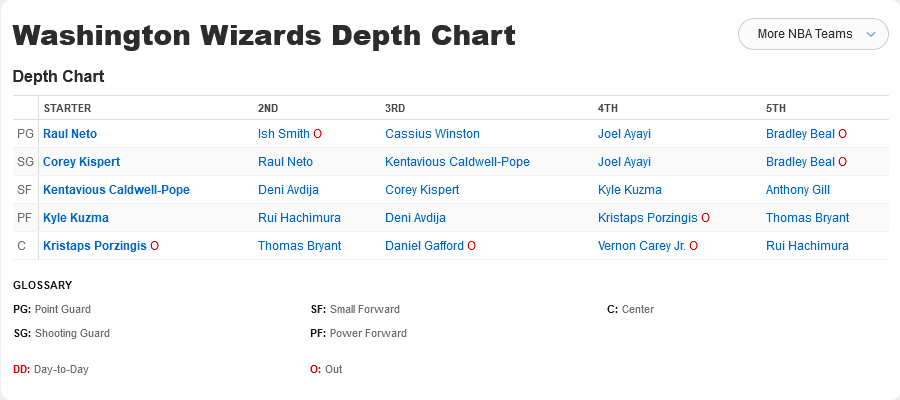 Washington Wizards Depth Chart
More NBA Teams
Depth Chart
STARTER 2ND 3RD 4TH 5TH
PG Raul Neto Ish Smith O Cassius Winston Joel Ayayi Bradley Beal O
SG Corey Kispert Raul Neto Kentavious Caldwell-Pope Joel Ayayi Bradley Beal O
SF Kentavious Caldwell-Pope Deni Avdija Corey Kispert Kyle Kuzma Anthony Gill
PF Kyle Kuzma Rui Hachimura Deni Avdija Kristaps Porzingis O Thomas Bryant
C Kristaps Porzingis O Thomas Bryant Daniel Gafford O Vernon Carey Jr. O Rui Hachimura
GLOSSARY
PG: Point Guard SF: Small Forward C: Center
SG: Shooting Guard PF: Power Forward
DD: Day-to-Day O: Out